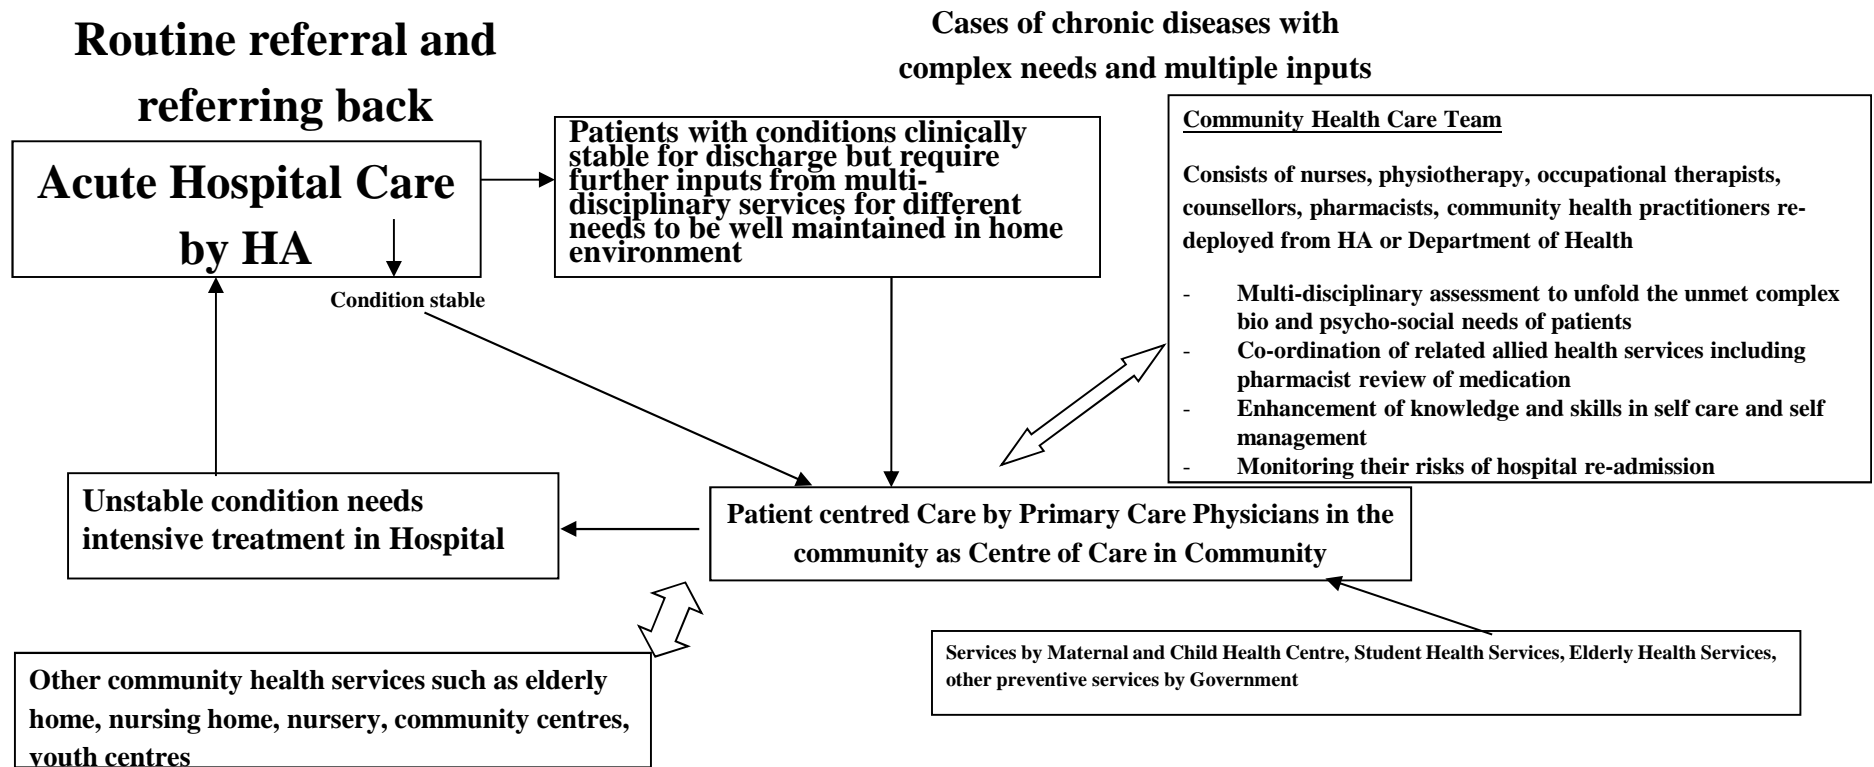 Routine referral and
referring back
Cases of chronic diseases with
complex needs and multiple inputs
Acute Hospital Care
by HA
Patients with conditions clinically
stable for discharge but require
further inputs from multi-
disciplinary services for different
needs to be well maintained in home
environment
Community Health Care Team
Consists of nurses, physiotherapy, occupational therapists,
counsellors, pharmacists, community health practitioners re-
deployed from HA or Department of Health
- Multi-disciplinary assessment to unfold the unmet complex
bio and psycho-social needs of patients
- Co-ordination of related allied health services including
pharmacist review of medication
- Enhancement of knowledge and skills in self care and self
management
- Monitoring their risks of hospital re-admission
Condition stable
Unstable condition needs
intensive treatment in Hospital
Patient centred Care by Primary Care Physicians in the
community as Centre of Care in Community
Other community health services such as elderly
home, nursing home, nursery, community centres,
youth centres
Services by Maternal and Child Health Centre, Student Health Services, Elderly Health Services,
other preventive services by Government